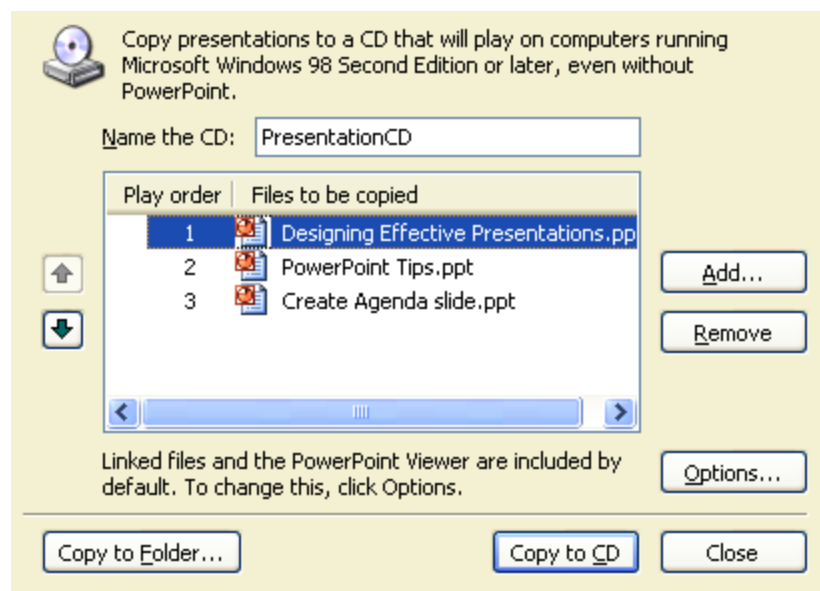 Copy presentations to a CD that will play on computers running
Microsoft Windows 98 Second Edition or later, even without
PowerPoint.
Name the CD: PresentationCD
Play order Files to be copied
1 Designing Effective Presentations.pp
2 PowerPoint Tips.ppt
3 Create Agenda slide.ppt
Add...
Remove
Linked files and the PowerPoint Viewer are included by
default. To change this, click Options.
Options...
Copy to Folder... Copy to CD Close